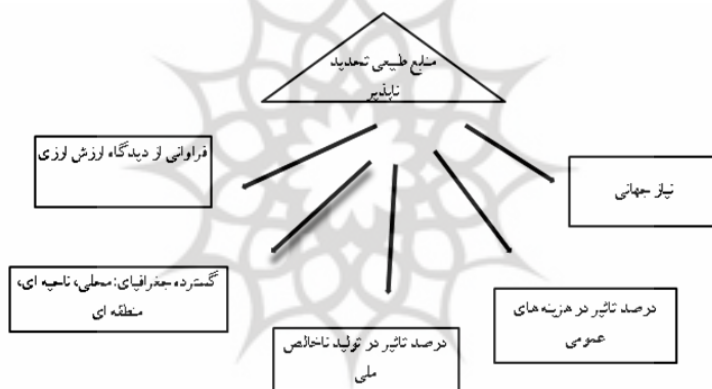 منابع طبیعی تجدید
ناپذیر
فراوانی از دیدگاه ارزش ارزی
نیاز جهانی
گسترده جغرافیای: محلی، ناحیه ای،
منطقه ای
درصد تاثیر در هزینه های
عمومی
درصد تاثیر در تولید ناخالص
ملی